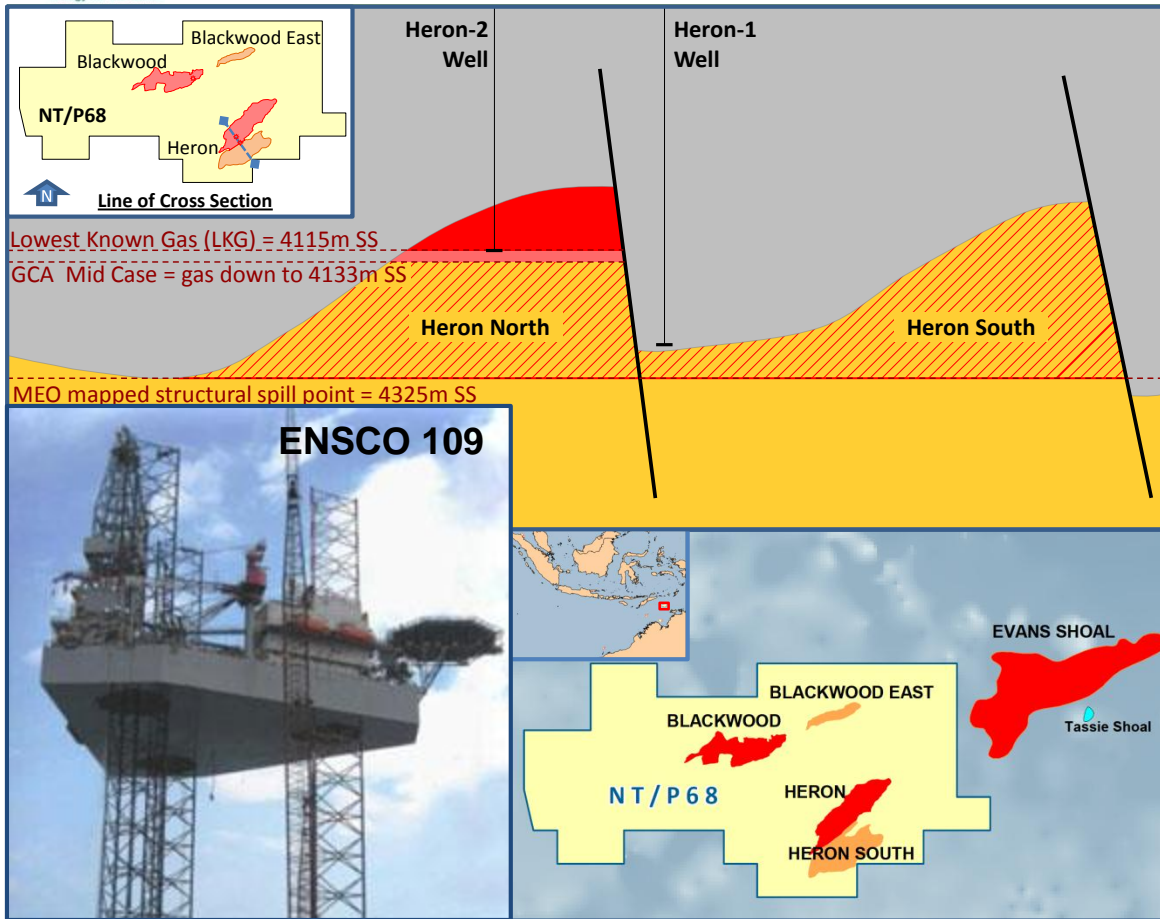 Heron-2
Well
Heron-1
Well
Blackwood East
Blackwood
NT/P68
Heron
N
Line of Cross Section
Lowest Known Gas (LKG) = 4115m SS
GCA Mid Case = gas down to 4133m SS
Heron North
Heron South
MEO mapped structural spill point = 4325m SS
ENSCO 109
EVANS SHOAL
Tassie Shoal
BLACKWOOD EAST
BLACKWOOD
NT/P68
HERON
HERON SOUTH